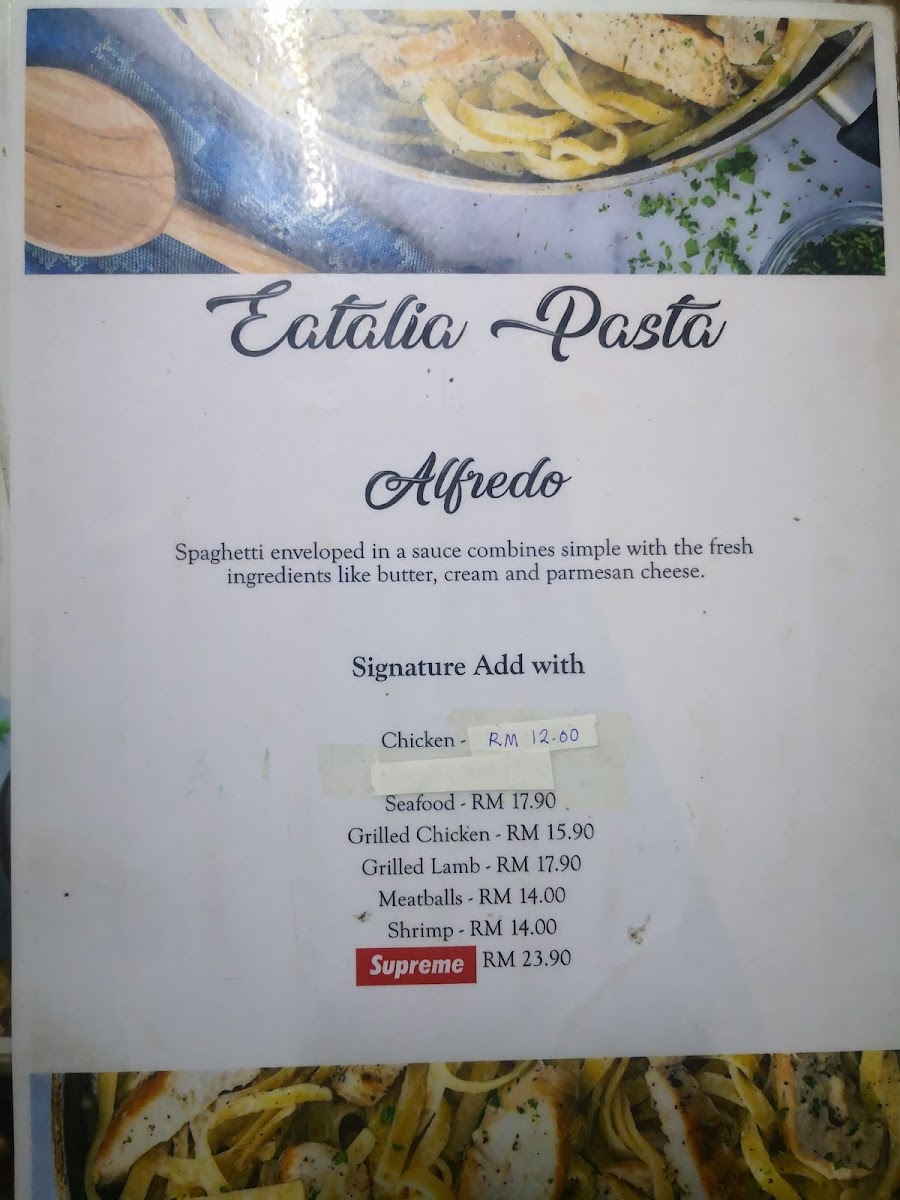 Eatalia Pasta
Alfredo
Spaghetti enveloped in a sauce combines simple with the fresh
ingredients like butter, cream and parmesan cheese.
Signature Add with
Chicken - RM 12.00
Seafood - RM 17.90
Grilled Chicken - RM 15.90
Grilled Lamb - RM 17.90
Meatballs - RM 14.00
Shrimp - RM 14.00
Supreme RM 23.90